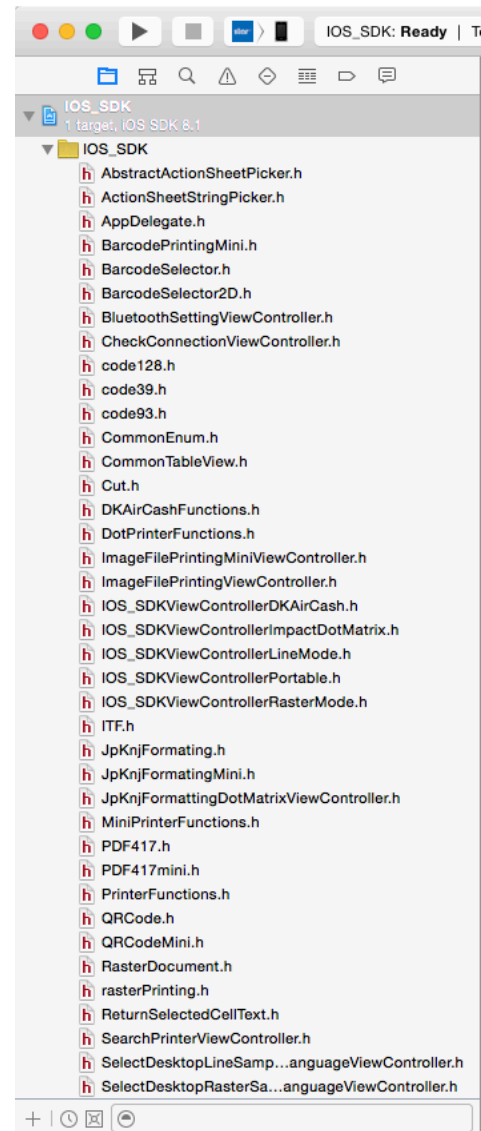 IOS_SDK: Ready | T
IOS_SDK
1 target, iOS SDK 8.1
IOS_SDK
h AbstractActionSheetPicker.h
h ActionSheetStringPicker.h
h AppDelegate.h
h BarcodePrintingMini.h
h BarcodeSelector.h
h BarcodeSelector2D.h
h BluetoothSettingViewController.h
h CheckConnectionViewController.h
h code128.h
h code39.h
h code93.h
h CommonEnum.h
h CommonTableView.h
h Cut.h
h DKAirCashFunctions.h
h DotPrinterFunctions.h
h ImageFilePrintingMiniViewController.h
h ImageFilePrintingViewController.h
h IOS_SDKViewControllerDKAirCash.h
h IOS_SDKViewControllerImpactDotMatrix.h
h IOS_SDKViewControllerLineMode.h
h IOS_SDKViewControllerPortable.h
h IOS_SDKViewControllerRasterMode.h
h ITF.h
h JpKnjFormating.h
h JpKnjFormatingMini.h
h JpKnjFormattingDotMatrixViewController.h
h MiniPrinterFunctions.h
h PDF417.h
h PDF417mini.h
h PrinterFunctions.h
h QRCode.h
h QRCodeMini.h
h RasterDocument.h
h rasterPrinting.h
h ReturnSelectedCellText.h
h SearchPrinterViewController.h
h SelectDesktopLineSamp...anguageViewController.h
h SelectDesktopRasterSa...anguageViewController.h